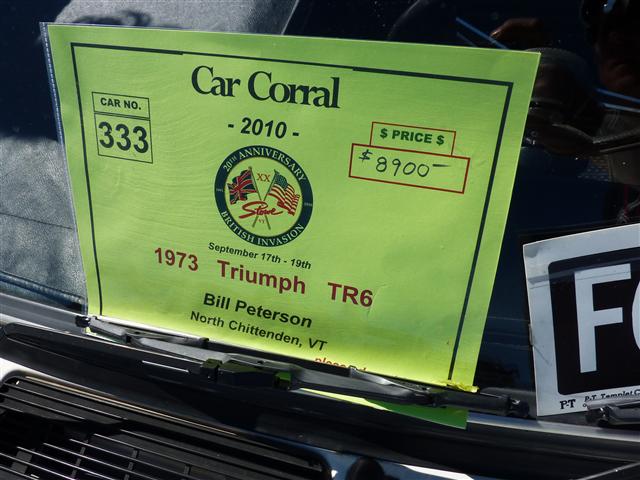 Car Corral
CAR NO.
333
- 2010 -
$ PRICE $
$8900-
20TH ANNIVERSARY
XX
Stowe
VT
BRITISH INVASION
September 17th - 19th
1973 Triumph TR6
Bill Peterson
North Chittenden, VT
FO
P-T